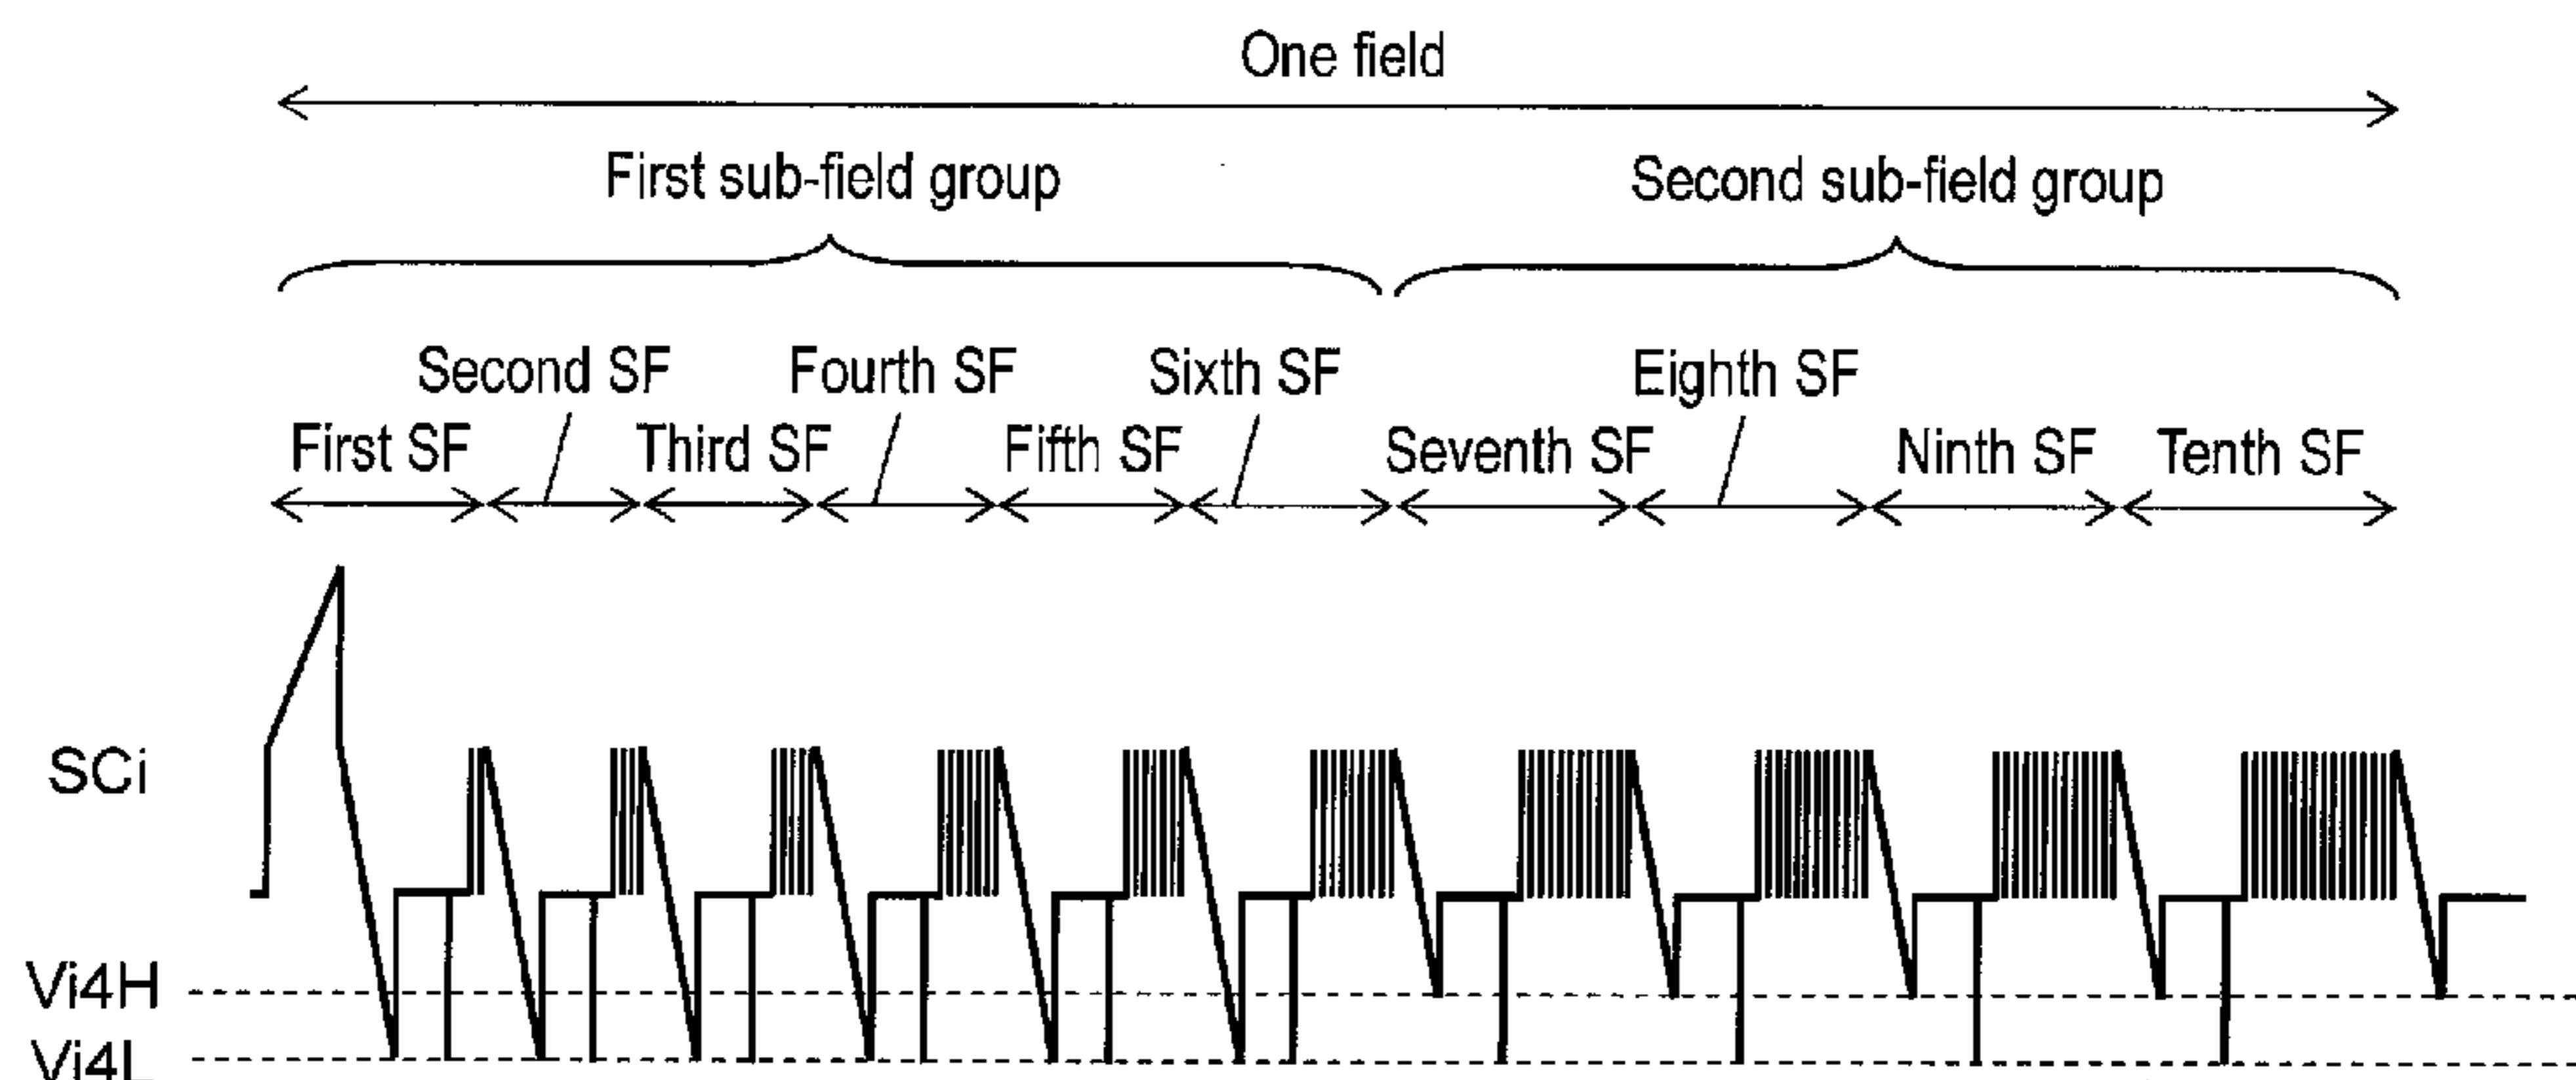 One field
First sub-field group
Second sub-field group
Second SF
Fourth SF
Sixth SF
Eighth SF
First SF
Third SF
Fifth SF
Seventh SF
Ninth SF
Tenth SF
SCi
Vi4H
Vi4L